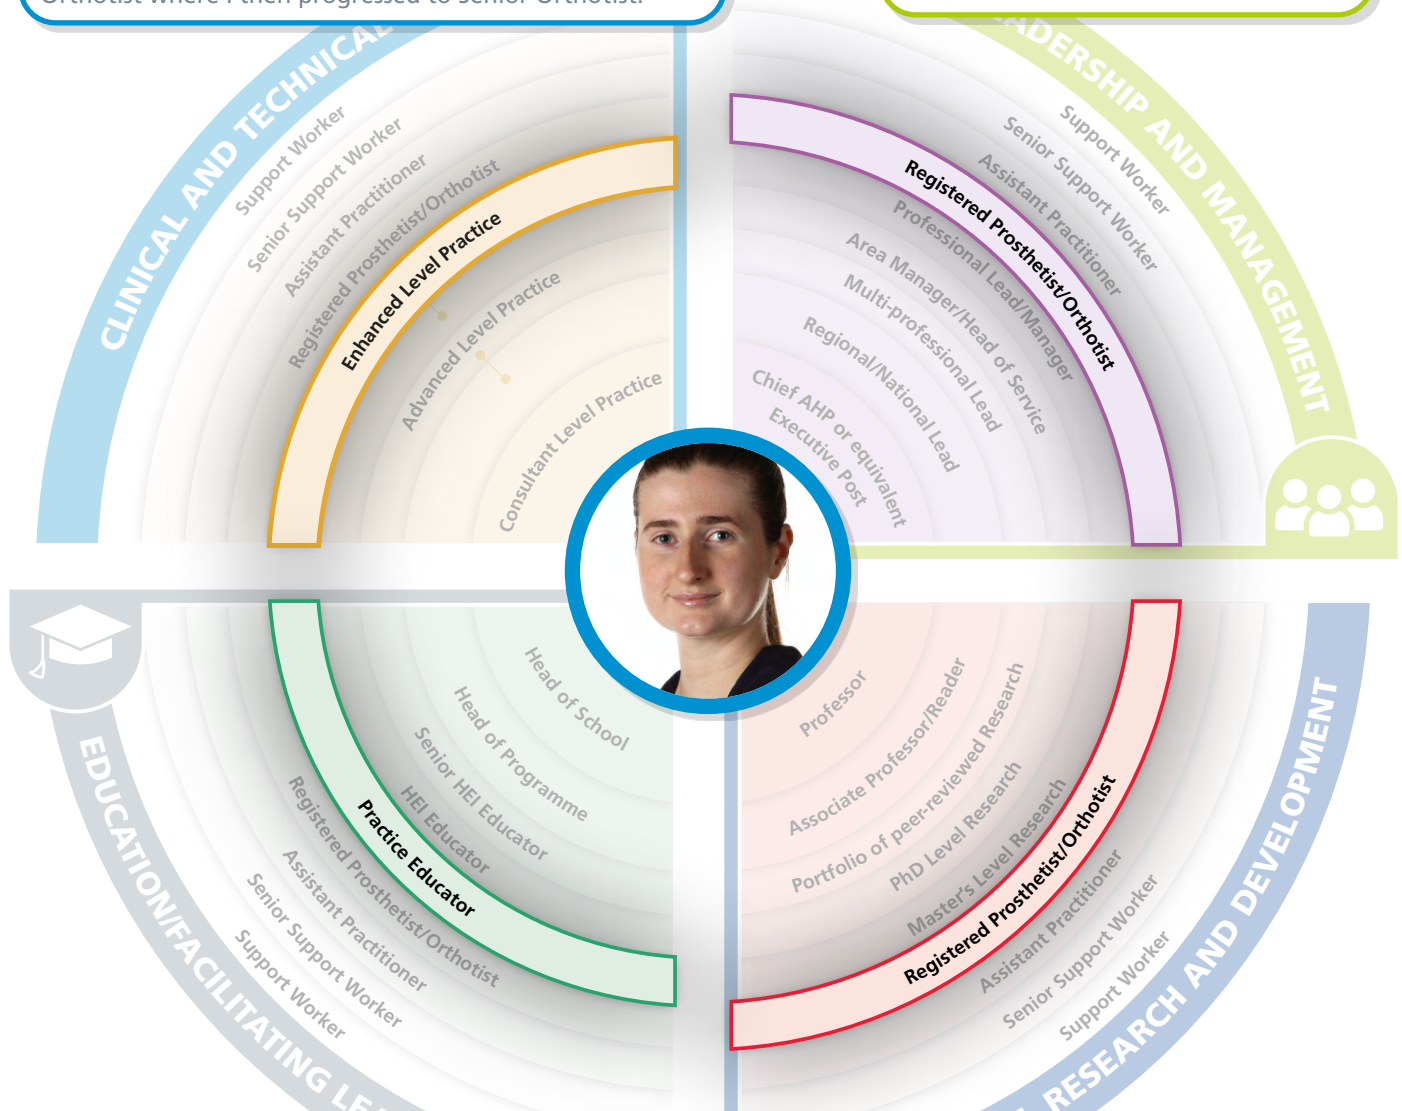 Orthotist where I then progressed to Senior Orthotist.
CLINICAL AND TECHNICAL
Support Worker
Senior Support Worker
Assistant Practitioner
Registered Prosthetist/Orthotist
Enhanced Level Practice
Advanced Level Practice
Consultant Level Practice
LEADERSHIP AND MANAGEMENT
Support Worker
Senior Support Worker
Assistant Practitioner
Registered Prosthetist/Orthotist
Professional Lead/Manager
Area Manager/Head of Service
Multi-professional Lead
Regional/National Lead
Chief AHP or equivalent
Executive Post
Head of School
Head of Programme
Senior HEI Educator
HEI Educator
Practice Educator
Registered Prosthetist/Orthotist
Assistant Practitioner
Senior Support Worker
Support Worker
EDUCATION/FACILITATING
Professor
Associate Professor/Reader
Portfolio of peer-reviewed Research
PhD Level Research
Master's Level Research
Registered Prosthetist/Orthotist
Assistant Practitioner
Senior Support Worker
Support Worker
RESEARCH AND DEVELOPMENT